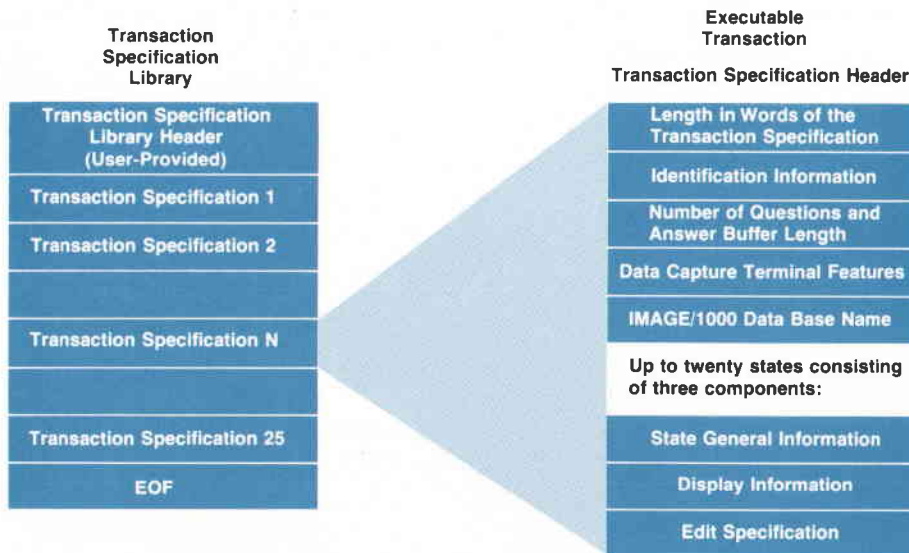 Transaction
Specification
Library
Transaction Specification
Library Header
(User-Provided)
Transaction Specification 1
Transaction Specification 2
Transaction Specification N
Transaction Specification 25
EOF
Executable
Transaction
Transaction Specification Header
Length in Words of the
Transaction Specification
Identification Information
Number of Questions and
Answer Buffer Length
Data Capture Terminal Features
IMAGE/1000 Data Base Name
Up to twenty states consisting
of three components:
State General Information
Display Information
Edit Specification